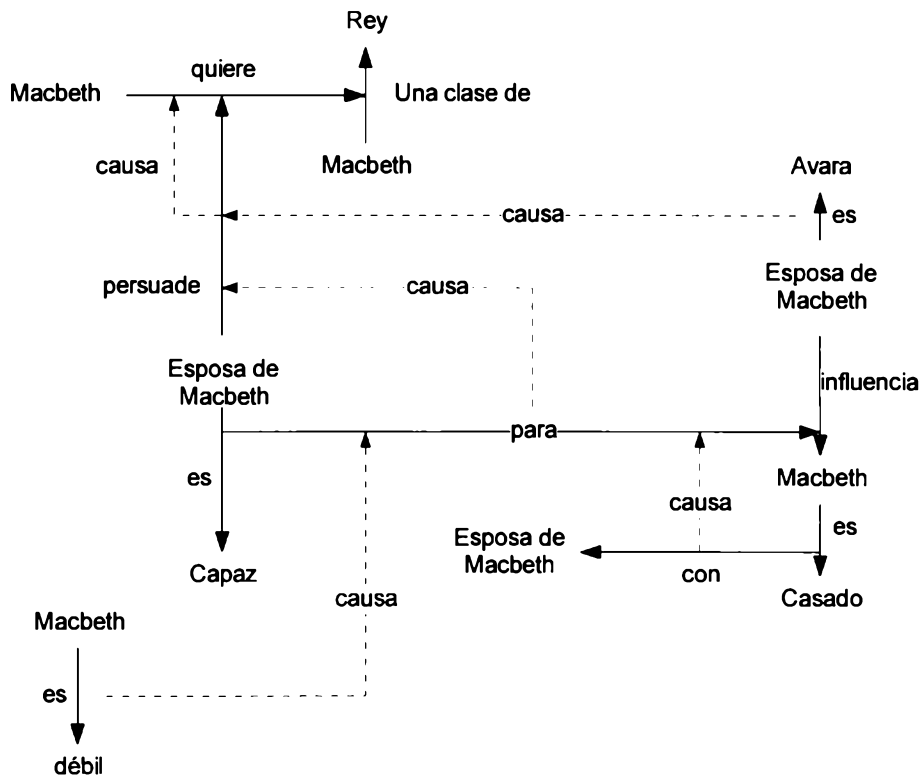 Rey
quiere
Macbeth
Una clase de
causa
Macbeth
Avara
causa
es
persuade
causa
Esposa de
Macbeth
Esposa de
Macbeth
influencia
para
es
Macbeth
causa
es
Esposa de
Macbeth
Capaz
con
Casado
causa
Macbeth
es
débil